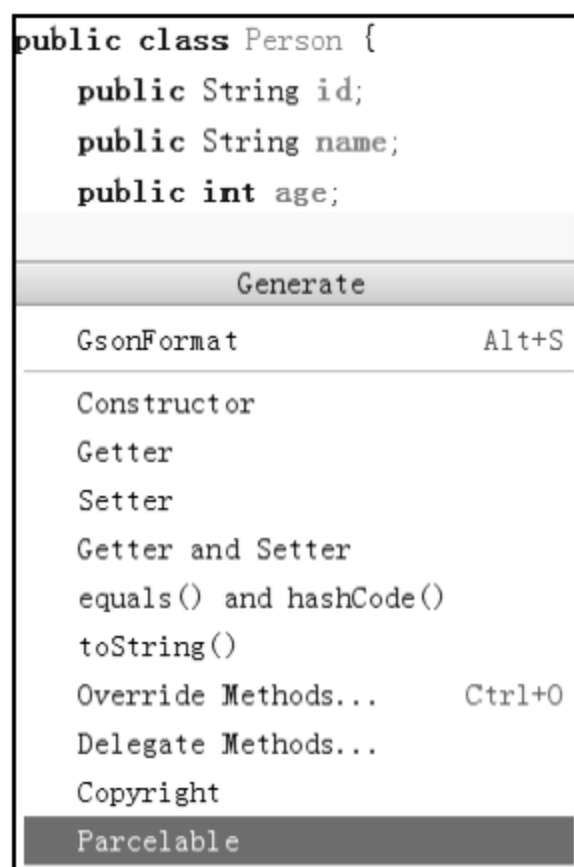 public class Person {
public String id;
public String name;
public int age;
Generate
GsonFormat Alt+S
Constructor
Getter
Setter
Getter and Setter
equals() and hashCode()
toString()
Override Methods... Ctrl+O
Delegate Methods...
Copyright
Parcelable